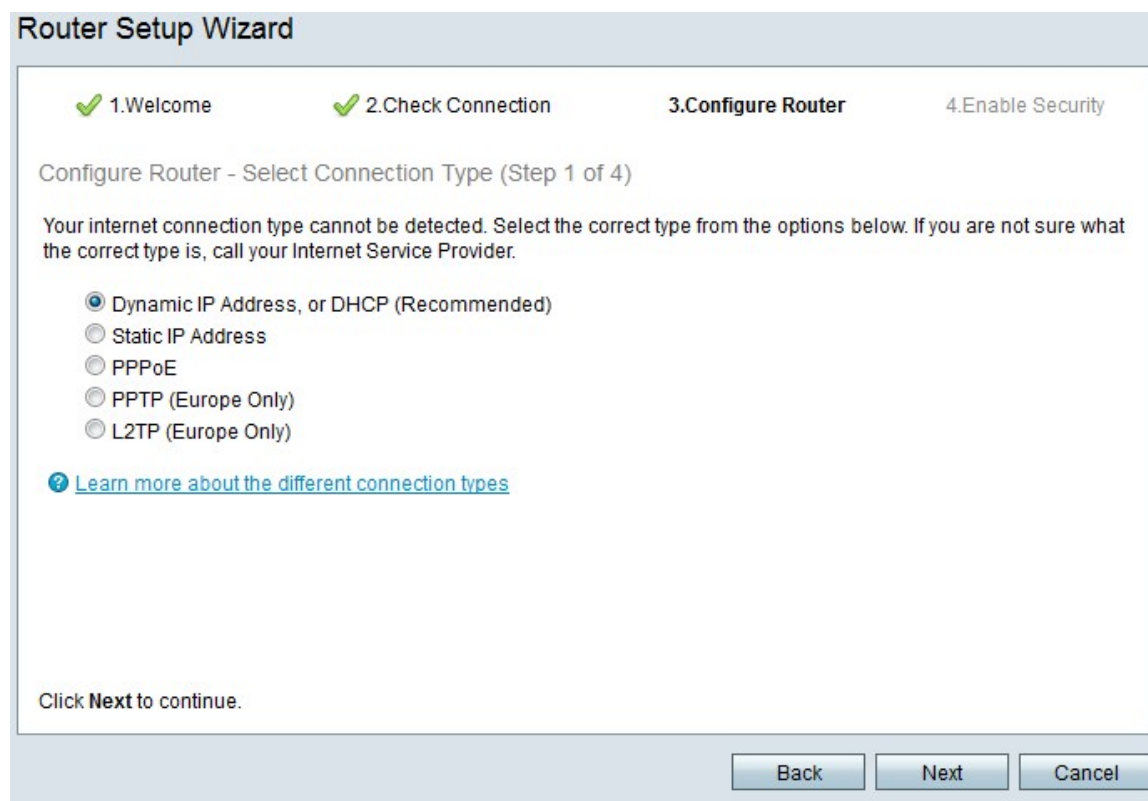 Router Setup Wizard
1.Welcome 2.Check Connection 3.Configure Router 4.Enable Security
Configure Router - Select Connection Type (Step 1 of 4)
Your internet connection type cannot be detected. Select the correct type from the options below. If you are not sure what
the correct type is, call your Internet Service Provider.
Dynamic IP Address, or DHCP (Recommended)
Static IP Address
PPPoE
PPTP (Europe Only)
L2TP (Europe Only)
? Learn more about the different connection types
Click Next to continue.
Back Next Cancel